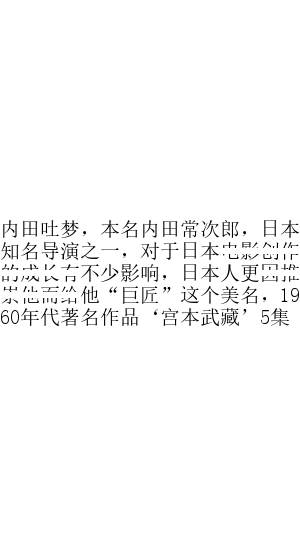 内田吐梦，本名内田常次郎，日本
知名导演之一，对于日本电影创作
的成长有不少影响，日本人更因推
崇他而给他“巨匠”这个美名，19
60年代著名作品‘宫本武藏’5集